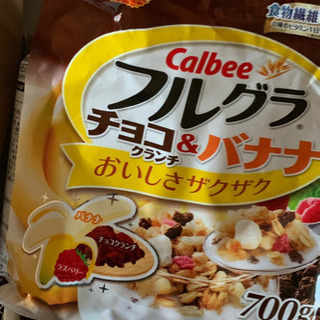 食物繊維
Calbee
フルグラ®
チョコ&バナナ
クランチ
おいしさザクザク
バナナ
チョコクランチ
ラズベリー
700g